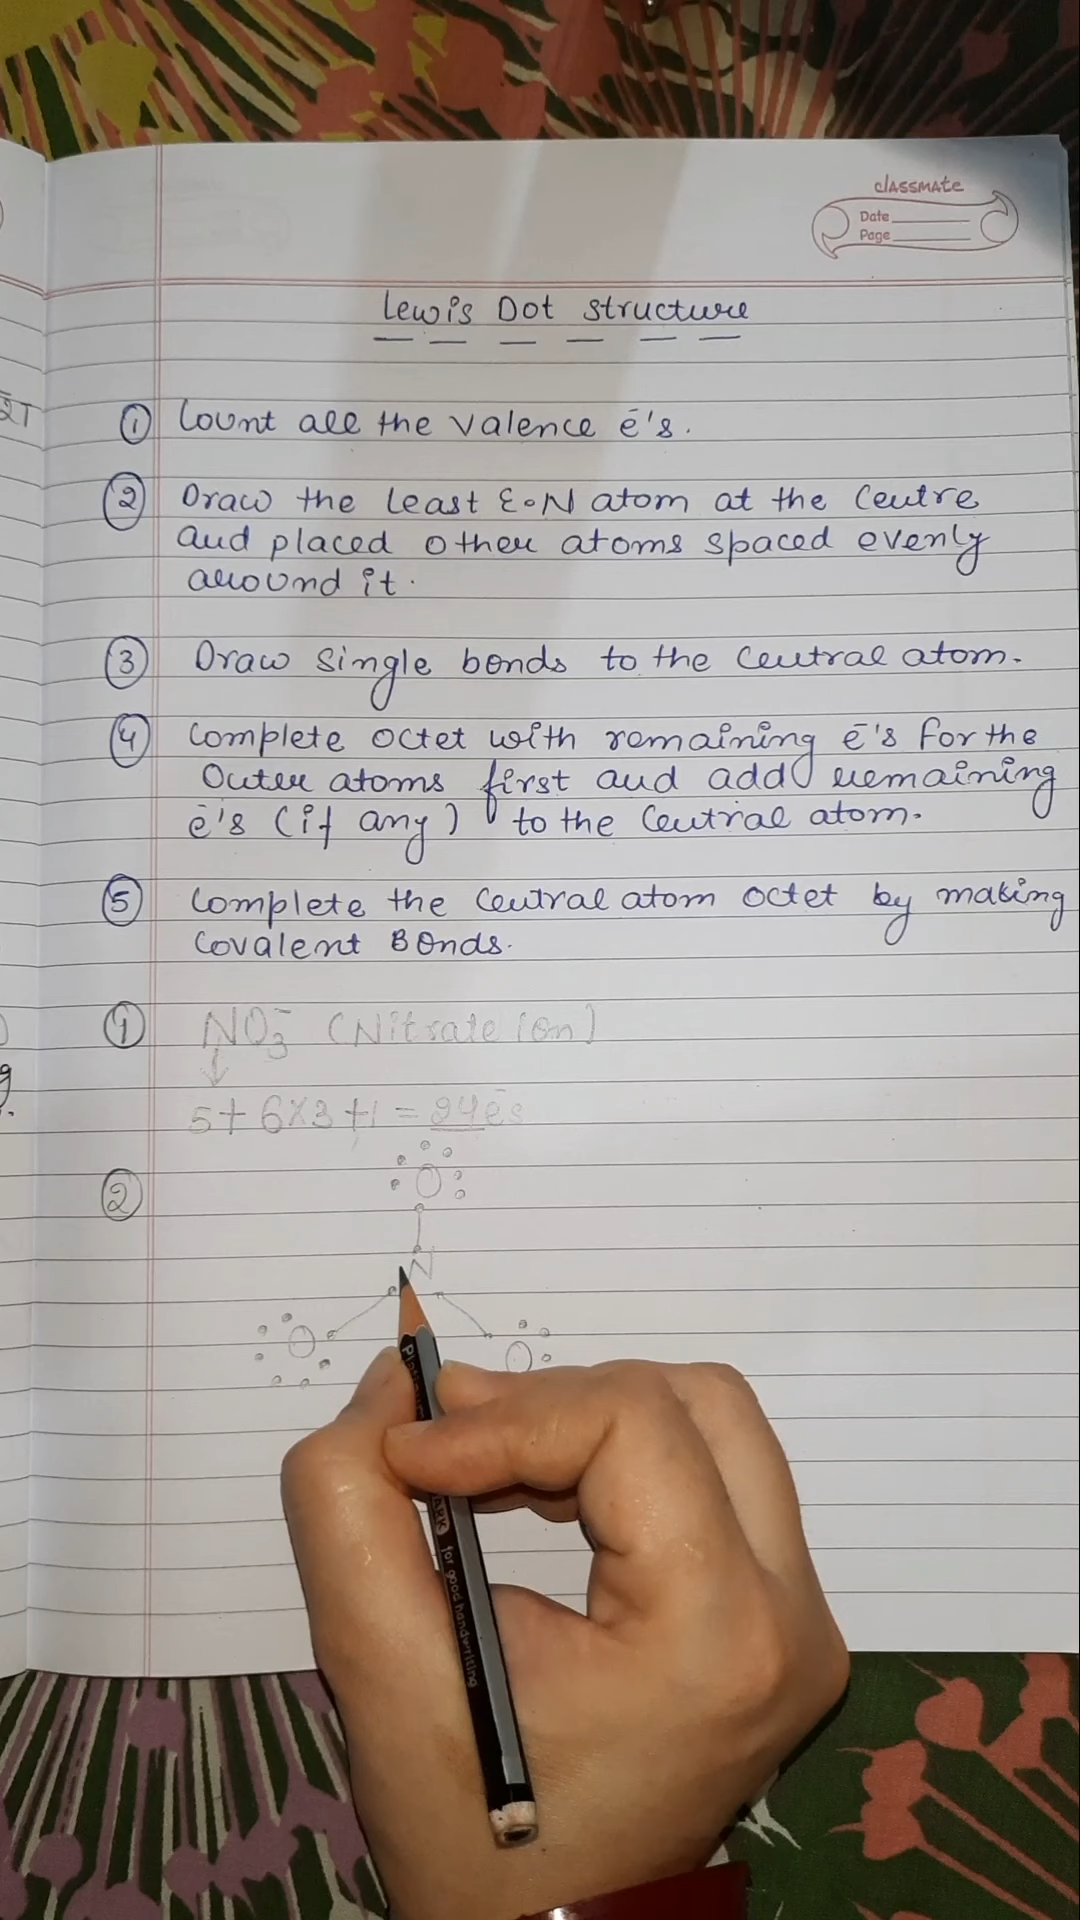 classmate
Date
Page
Lewis Dot structure
① Count all the valence ē's.
② Draw the least E.N atom at the centre
and placed other atoms spaced evenly
around it.
③ Draw single bonds to the central atom.
④ Complete octet with remaining ē's for the
outer atoms first and add remaining
ē's (if any) to the central atom.
⑤ Complete the central atom octet by making
covalent Bonds.
① NO₃⁻ (Nitrate ion)
↓
5+ 6×3 +1 = 24ēs
②
O
N
O O
for good handwriting